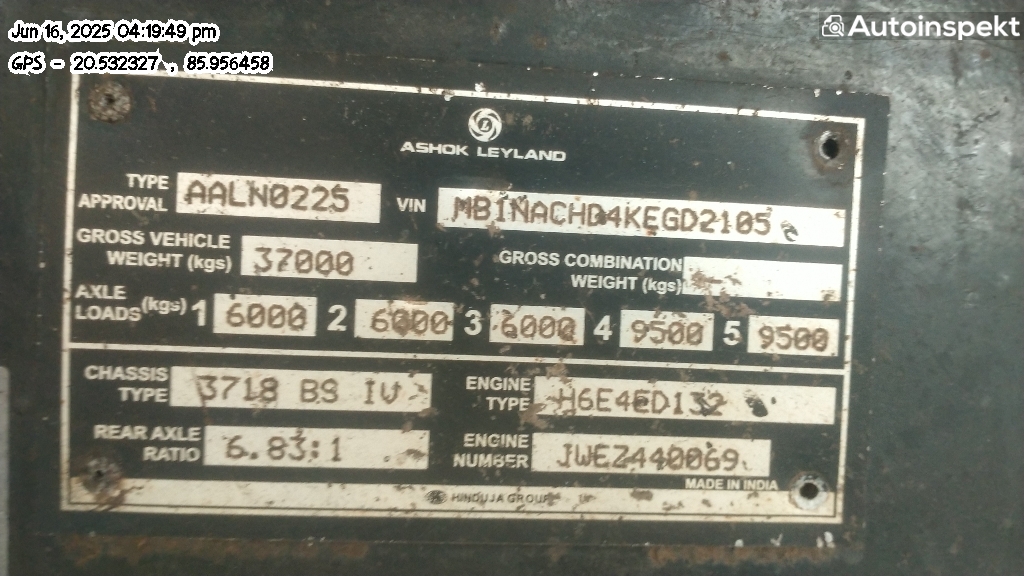 Jun 16, 2025 04:19:49 pm
GPS - 20.532327 , 85.956458
Autoinspekt
ASHOK LEYLAND
TYPE APPROVAL AALN0225 VIN MB1NACHD4KEGD2105
GROSS VEHICLE WEIGHT (kgs) 37000 GROSS COMBINATION WEIGHT (kgs)
AXLE LOADS (kgs) 1 6000 2 6000 3 6000 4 9500 5 9500
CHASSIS TYPE 3718 BS IV ENGINE TYPE H6E4ED132
REAR AXLE RATIO 6.83:1 ENGINE NUMBER JWEZ440069
MADE IN INDIA
HINDUJA GROUP